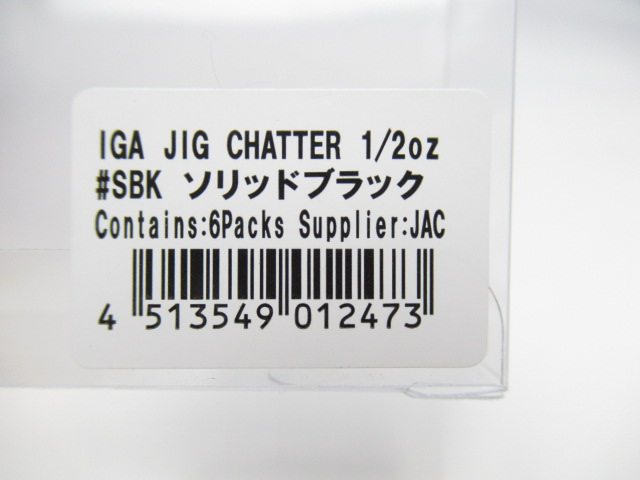 IGA JIG CHATTER 1/2oz
#SBK ソリッドブラック
Contains:6Packs Supplier:JAC
4 513549 012473